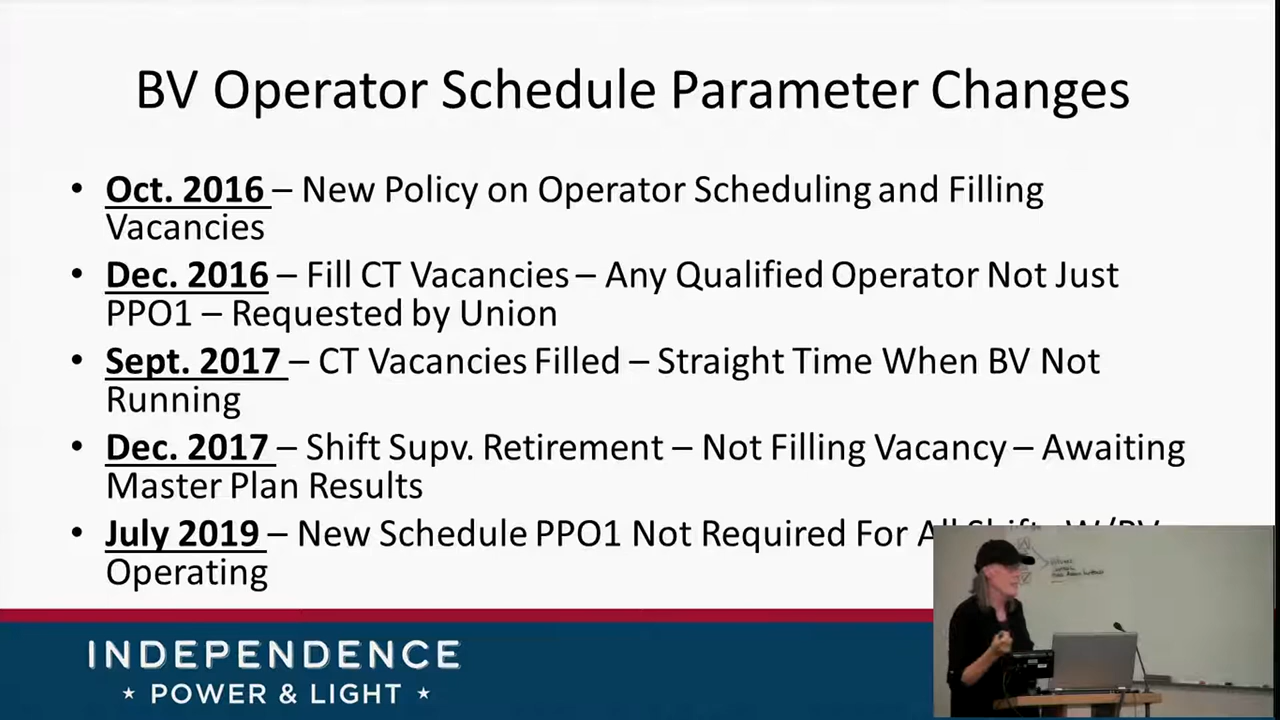 BV Operator Schedule Parameter Changes
• Oct. 2016 – New Policy on Operator Scheduling and Filling
Vacancies
• Dec. 2016 – Fill CT Vacancies – Any Qualified Operator Not Just
PPO1 – Requested by Union
• Sept. 2017 – CT Vacancies Filled – Straight Time When BV Not
Running
• Dec. 2017 – Shift Supv. Retirement – Not Filling Vacancy – Awaiting
Master Plan Results
• July 2019 – New Schedule PPO1 Not Required For All Shifts W/BV
Operating
INDEPENDENCE
★ POWER & LIGHT ★